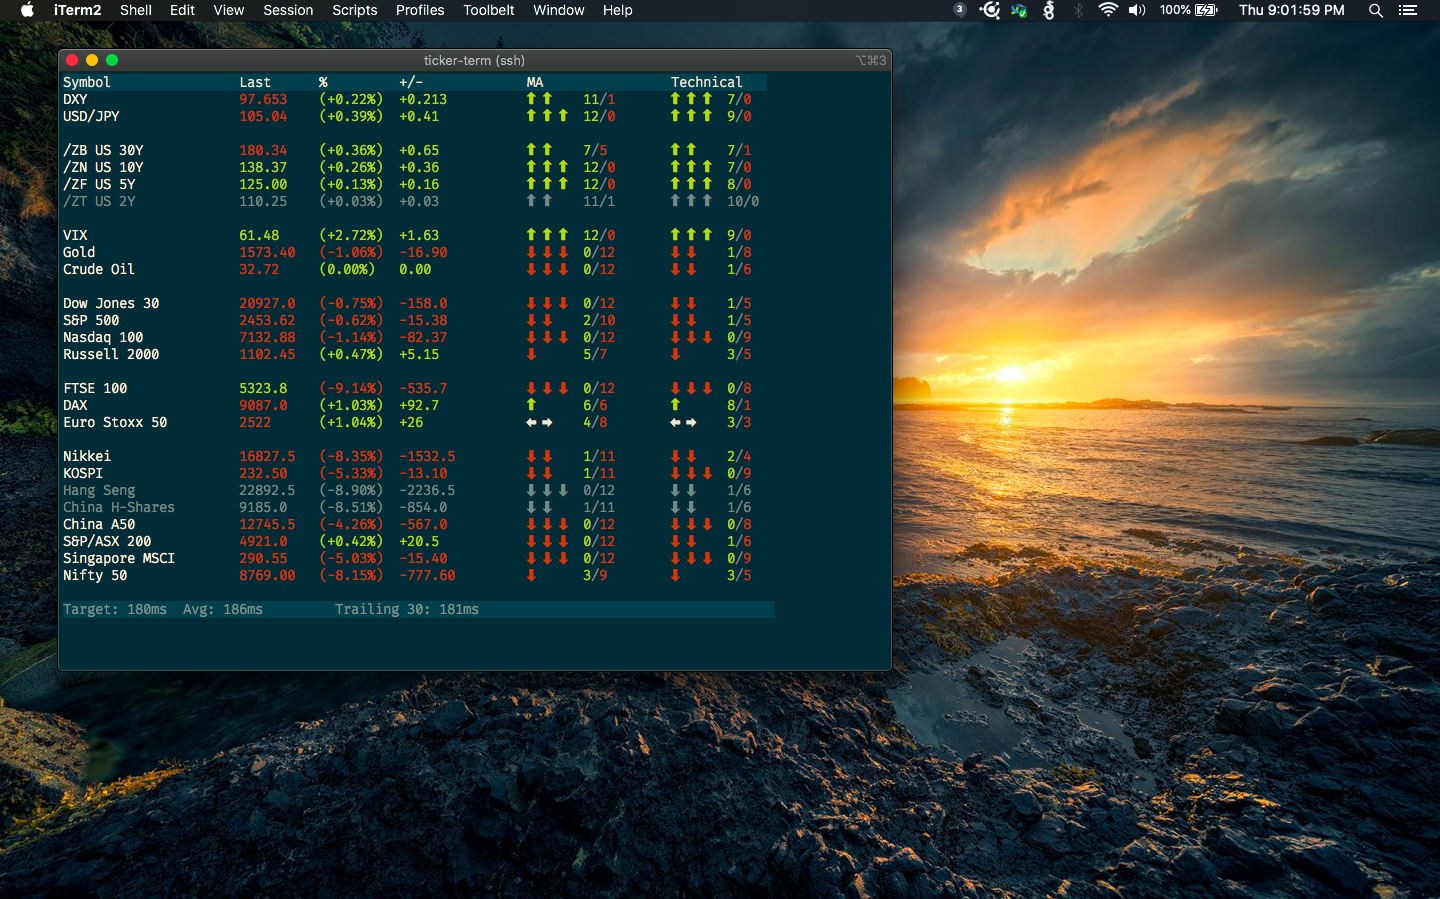 iTerm2 Shell Edit View Session Scripts Profiles Toolbelt Window Help 3 100% Thu 9:01:59 PM
ticker-term (ssh) ⌥⌘3
Symbol Last % +/- MA Technical
DXY 97.653 (+0.22%) +0.213 ⬆⬆ 11/1 ⬆⬆⬆ 7/0
USD/JPY 105.04 (+0.39%) +0.41 ⬆⬆⬆ 12/0 ⬆⬆⬆ 9/0
/ZB US 30Y 180.34 (+0.36%) +0.65 ⬆⬆ 7/5 ⬆⬆ 7/1
/ZN US 10Y 138.37 (+0.26%) +0.36 ⬆⬆⬆ 12/0 ⬆⬆⬆ 7/0
/ZF US 5Y 125.00 (+0.13%) +0.16 ⬆⬆⬆ 12/0 ⬆⬆⬆ 8/0
/ZT US 2Y 110.25 (+0.03%) +0.03 ⬆⬆ 11/1 ⬆⬆⬆ 10/0
VIX 61.48 (+2.72%) +1.63 ⬆⬆⬆ 12/0 ⬆⬆⬆ 9/0
Gold 1573.40 (-1.06%) -16.90 ⬇⬇⬇ 0/12 ⬇⬇ 1/8
Crude Oil 32.72 (0.00%) 0.00 ⬇⬇⬇ 0/12 ⬇⬇ 1/6
Dow Jones 30 20927.0 (-0.75%) -158.0 ⬇⬇⬇ 0/12 ⬇⬇ 1/5
S&P 500 2453.62 (-0.62%) -15.38 ⬇⬇ 2/10 ⬇⬇ 1/5
Nasdaq 100 7132.88 (-1.14%) -82.37 ⬇⬇⬇ 0/12 ⬇⬇⬇ 0/9
Russell 2000 1102.45 (+0.47%) +5.15 ⬇ 5/7 ⬇ 3/5
FTSE 100 5323.8 (-9.14%) -535.7 ⬇⬇⬇ 0/12 ⬇⬇⬇ 0/8
DAX 9087.0 (+1.03%) +92.7 ⬆ 6/6 ⬆ 8/1
Euro Stoxx 50 2522 (+1.04%) +26 ⬅➡ 4/8 ⬅➡ 3/3
Nikkei 16827.5 (-8.35%) -1532.5 ⬇⬇ 1/11 ⬇⬇ 2/4
KOSPI 232.50 (-5.33%) -13.10 ⬇⬇ 1/11 ⬇⬇⬇ 0/9
Hang Seng 22892.5 (-8.90%) -2236.5 ⬇⬇⬇ 0/12 ⬇⬇ 1/6
China H-Shares 9185.0 (-8.51%) -854.0 ⬇⬇ 1/11 ⬇⬇ 1/6
China A50 12745.5 (-4.26%) -567.0 ⬇⬇⬇ 0/12 ⬇⬇⬇ 0/8
S&P/ASX 200 4921.0 (+0.42%) +20.5 ⬇⬇⬇ 0/12 ⬇⬇ 1/6
Singapore MSCI 290.55 (-5.03%) -15.40 ⬇⬇⬇ 0/12 ⬇⬇⬇ 0/9
Nifty 50 8769.00 (-8.15%) -777.60 ⬇ 3/9 ⬇ 3/5
Target: 180ms Avg: 186ms Trailing 30: 181ms